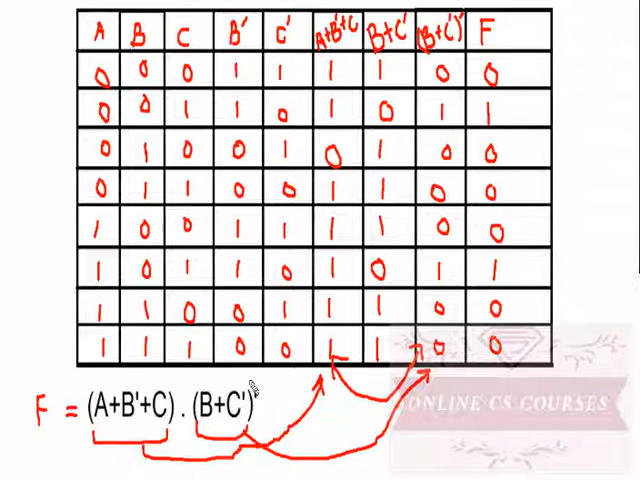 A B C B' C' A+B'+C B+C' (B+C')' F
0 0 0 1 1 1 1 0 0
0 0 1 1 0 1 0 1 1
0 1 0 0 1 0 1 0 0
0 1 1 0 0 1 1 0 0
1 0 0 1 1 1 1 0 0
1 0 1 1 0 1 0 1 1
1 1 0 0 1 1 1 0 0
1 1 1 0 0 1 1 0 0
F = (A+B'+C) . (B+C')'
ONLINE CS COURSES